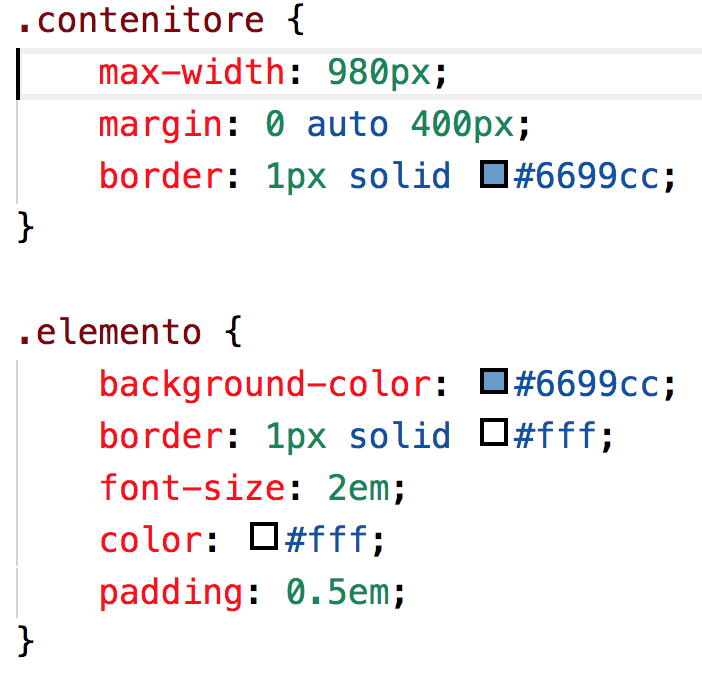 .contenitore {
    max-width: 980px;
    margin: 0 auto 400px;
    border: 1px solid #6699cc;
}
.elemento {
    background-color: #6699cc;
    border: 1px solid #fff;
    font-size: 2em;
    color: #fff;
    padding: 0.5em;
}